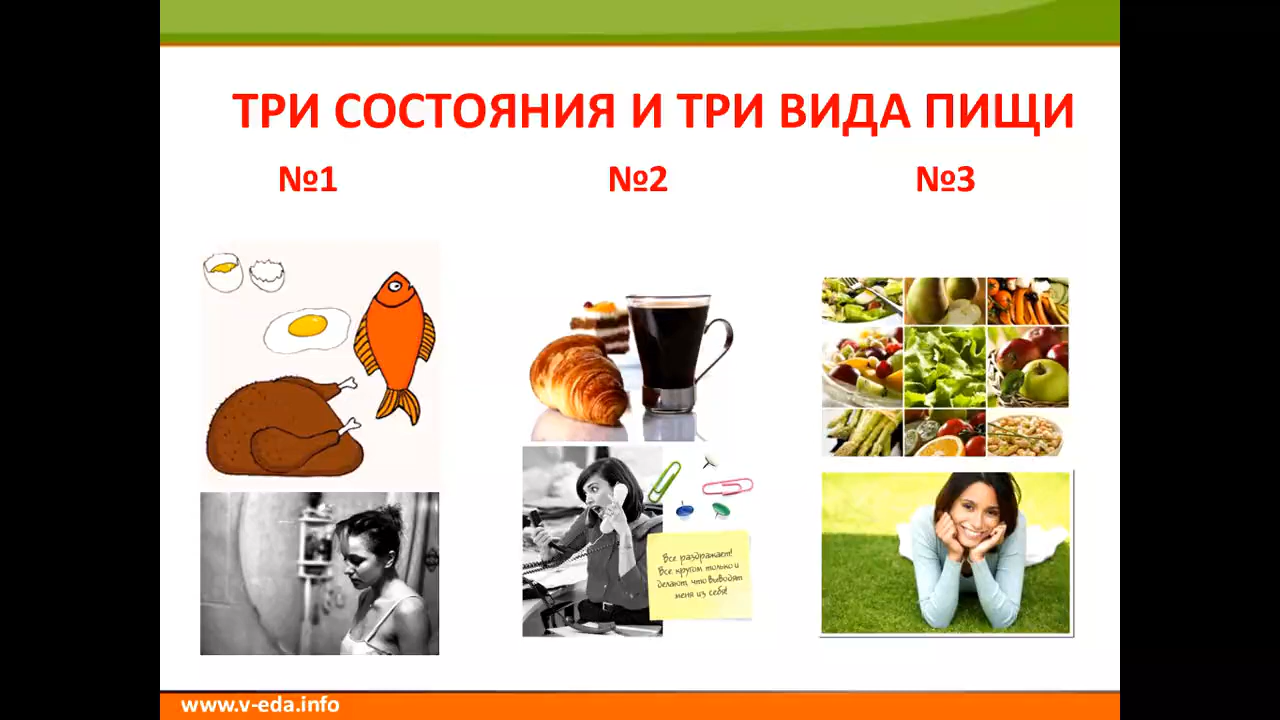 ТРИ СОСТОЯНИЯ И ТРИ ВИДА ПИЩИ
№1 №2 №3
Все раздражает!
Все кругом только и
делают, что выводят
меня из себя!
www.v-eda.info